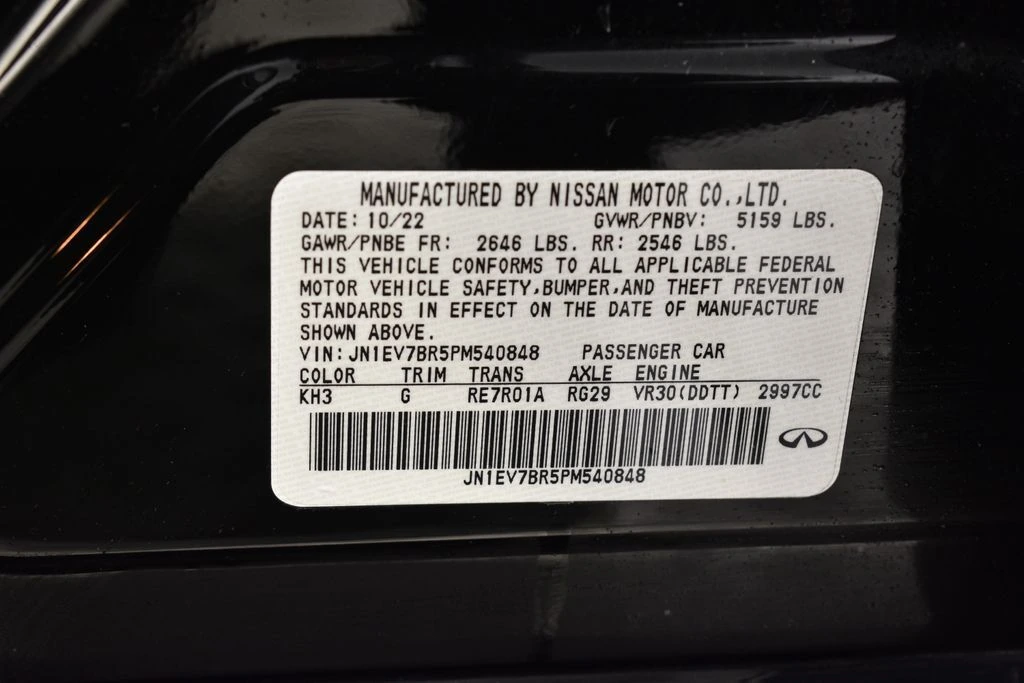 MANUFACTURED BY NISSAN MOTOR CO.,LTD.
DATE: 10/22 GVWR/PNBV: 5159 LBS.
GAWR/PNBE FR: 2646 LBS. RR: 2546 LBS.
THIS VEHICLE CONFORMS TO ALL APPLICABLE FEDERAL
MOTOR VEHICLE SAFETY,BUMPER,AND THEFT PREVENTION
STANDARDS IN EFFECT ON THE DATE OF MANUFACTURE
SHOWN ABOVE.
VIN: JN1EV7BR5PM540848 PASSENGER CAR
COLOR TRIM TRANS AXLE ENGINE
KH3 G RE7R01A RG29 VR30(DDTT) 2997CC
JN1EV7BR5PM540848